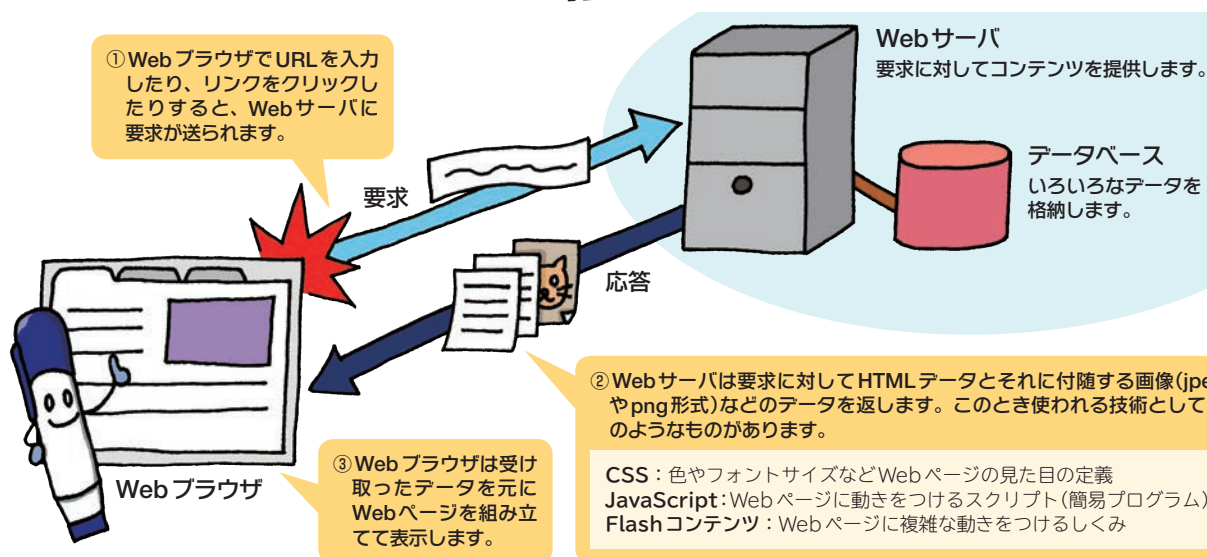 ①WebブラウザでURLを入力
したり、リンクをクリックし
たりすると、Webサーバに
要求が送られます。
Webサーバ
要求に対してコンテンツを提供します。
データベース
いろいろなデータを
格納します。
要求
応答
Webブラウザ
②Webサーバは要求に対してHTMLデータとそれに付随する画像(jpe
やpng形式)などのデータを返します。このとき使われる技術として
のようなものがあります。
CSS：色やフォントサイズなどWebページの見た目の定義
JavaScript：Webページに動きをつけるスクリプト(簡易プログラム)
Flashコンテンツ：Webページに複雑な動きをつけるしくみ
③Webブラウザは受け
取ったデータを元に
Webページを組み立
てて表示します。